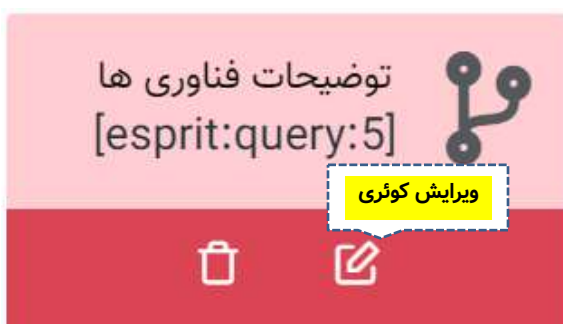 توضیحات فناوری ها
[esprit:query:5]
ویرایش کوئری